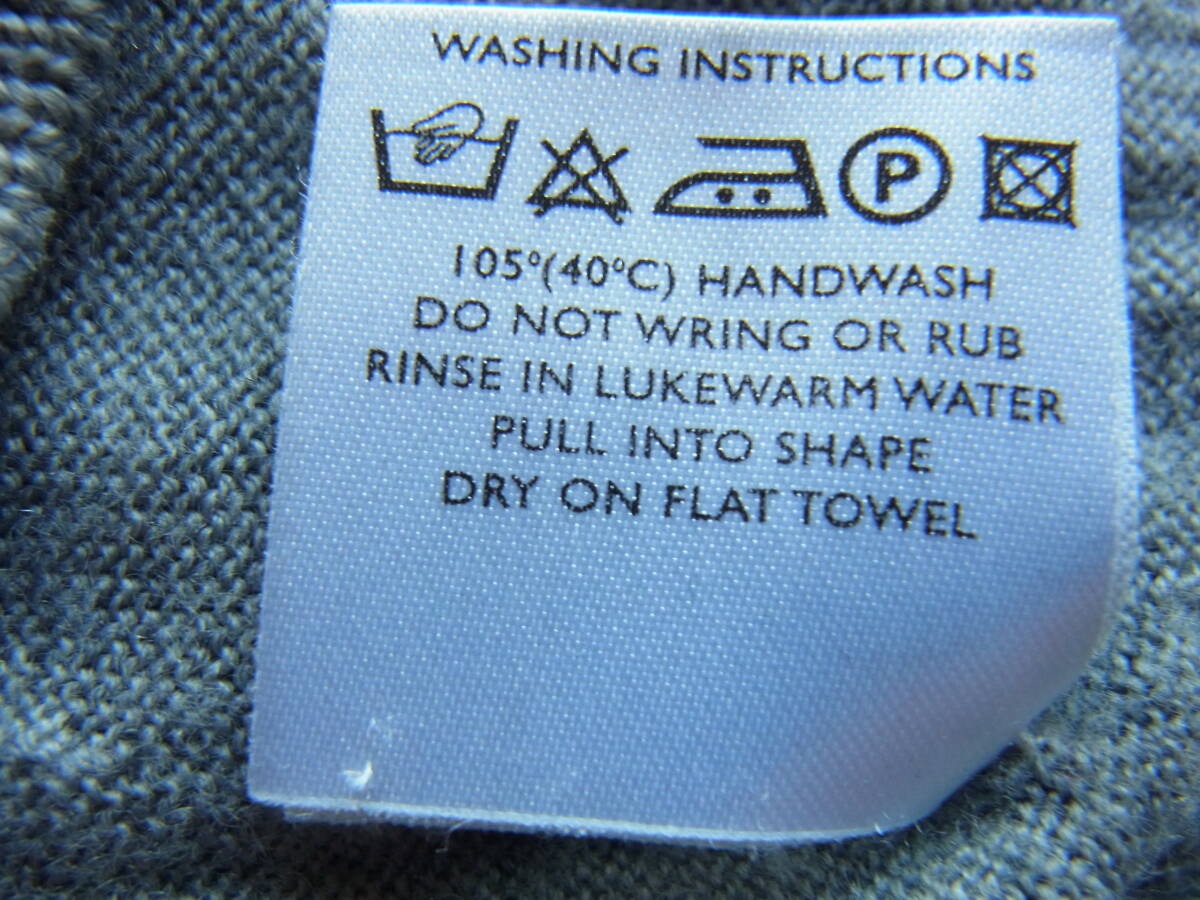 WASHING INSTRUCTIONS
P
105°(40°C) HANDWASH
DO NOT WRING OR RUB
RINSE IN LUKEWARM WATER
PULL INTO SHAPE
DRY ON FLAT TOWEL